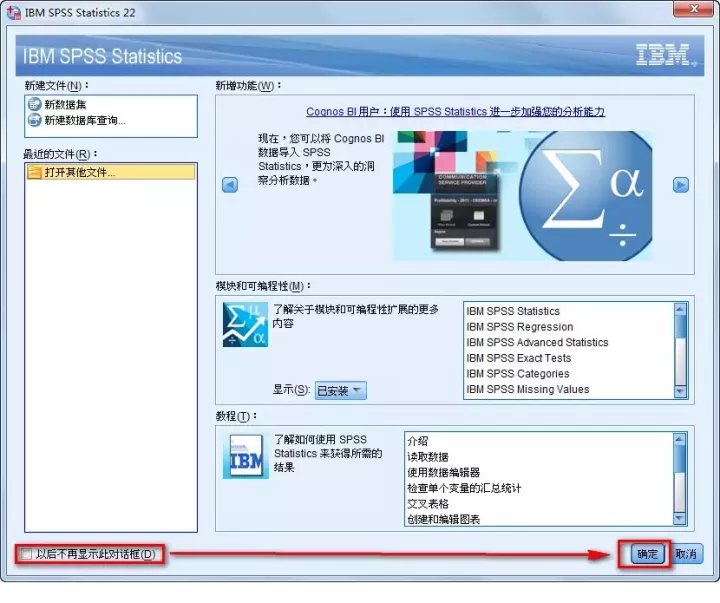 IBM SPSS Statistics 22
IBM SPSS Statistics
IBM
新建文件(N):
新数据集
新建数据库查询...
最近的文件(R):
打开其他文件...
新增功能(W):
Cognos BI 用户:使用 SPSS Statistics 进一步加强您的分析能力
现在,您可以将 Cognos BI
数据导入 SPSS
Statistics,更为深入的洞
察分析数据。
COMMUNICATION
SERVICE PROVIDER
模块和可编程性(M):
了解关于模块和可编程性扩展的更多
内容
显示(S): 已安装
IBM SPSS Statistics
IBM SPSS Regression
IBM SPSS Advanced Statistics
IBM SPSS Exact Tests
IBM SPSS Categories
IBM SPSS Missing Values
教程(T):
IBM
了解如何使用 SPSS
Statistics 来获得所需的
结果
介绍
读取数据
使用数据编辑器
检查单个变量的汇总统计
交叉表格
创建和编辑图表
以后不再显示此对话框(D)
确定
取消